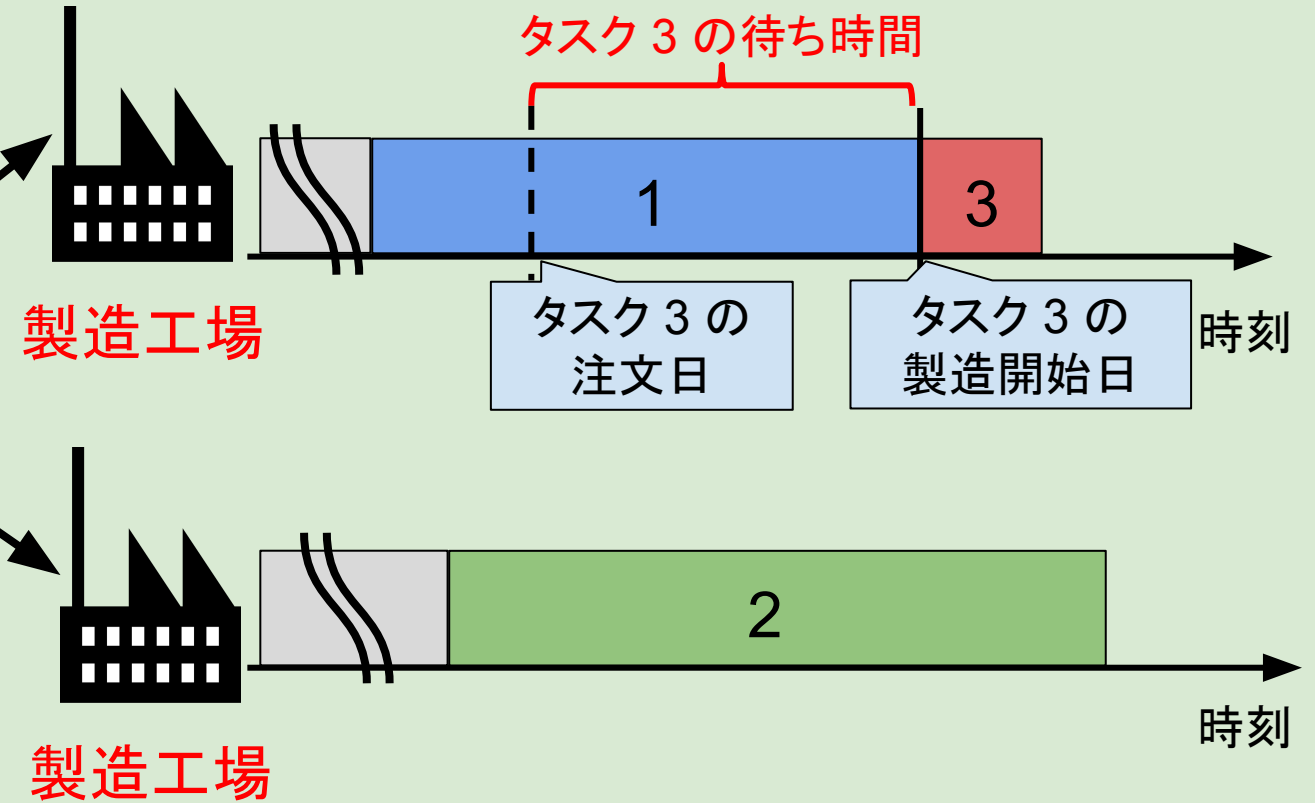 タスク 3 の待ち時間
1
3
タスク 3 の
注文日
タスク 3 の
製造開始日
時刻
製造工場
2
時刻
製造工場